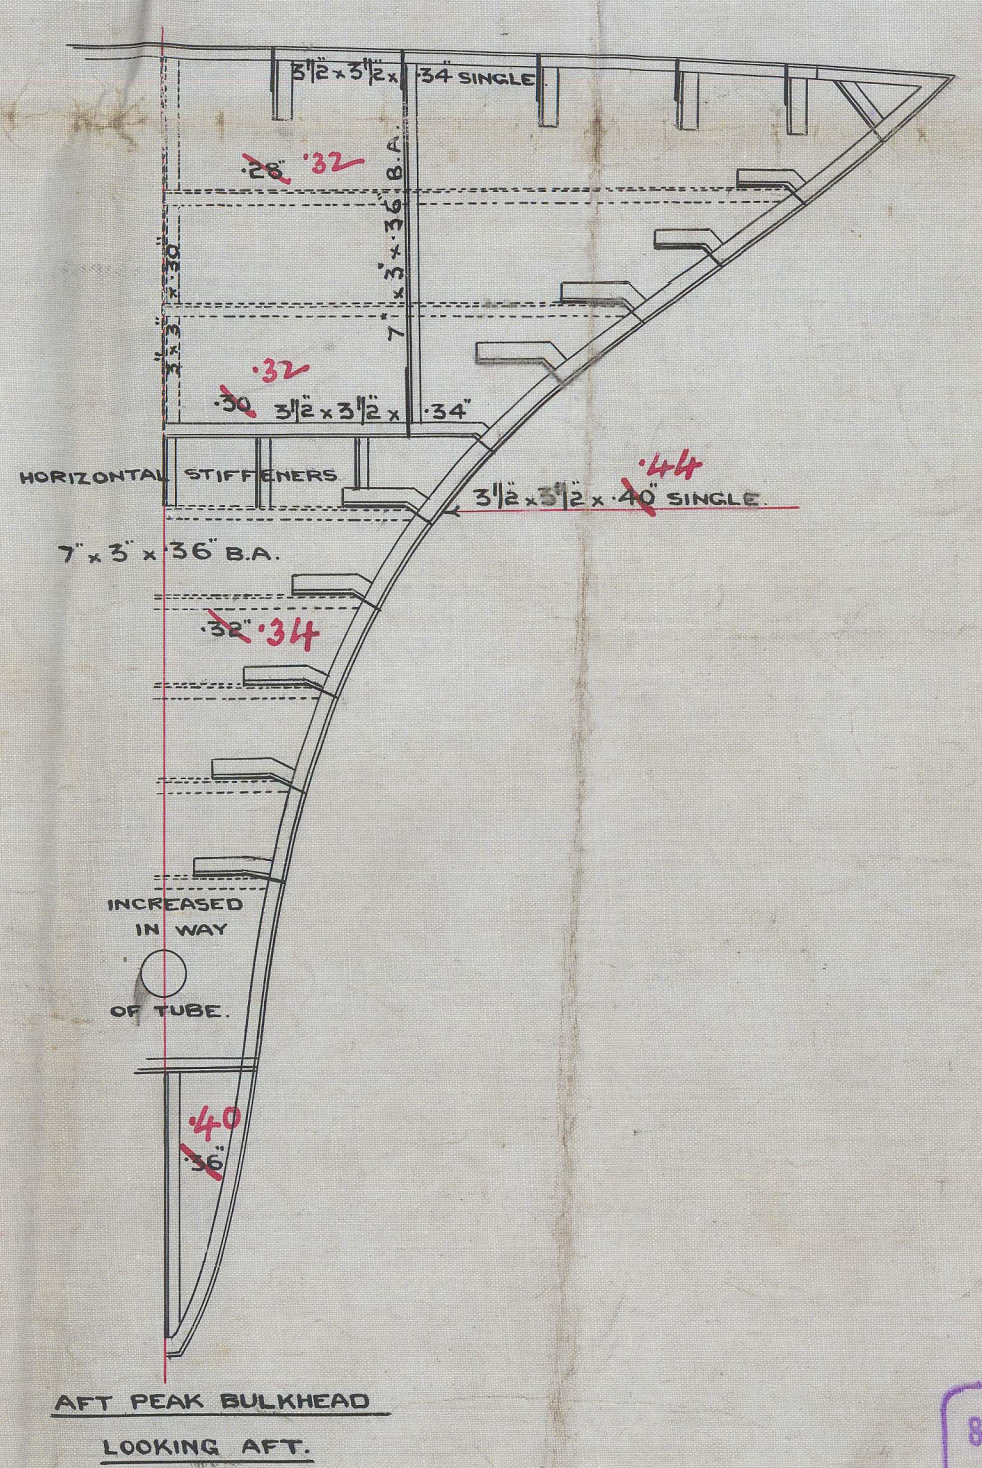 3½" x 3½" x .34" SINGLE
.28" .32
7" x 3" x .36" B.A.
3" x 3" x .30"
.32
.30 3½" x 3½" x .34"
HORIZONTAL STIFFENERS
.44
3½" x 3½" x .40" SINGLE.
7" x 3" x .36" B.A.
.32" .34
INCREASED
IN WAY
OF TUBE.
.40
.36"
AFT PEAK BULKHEAD
LOOKING AFT.
8